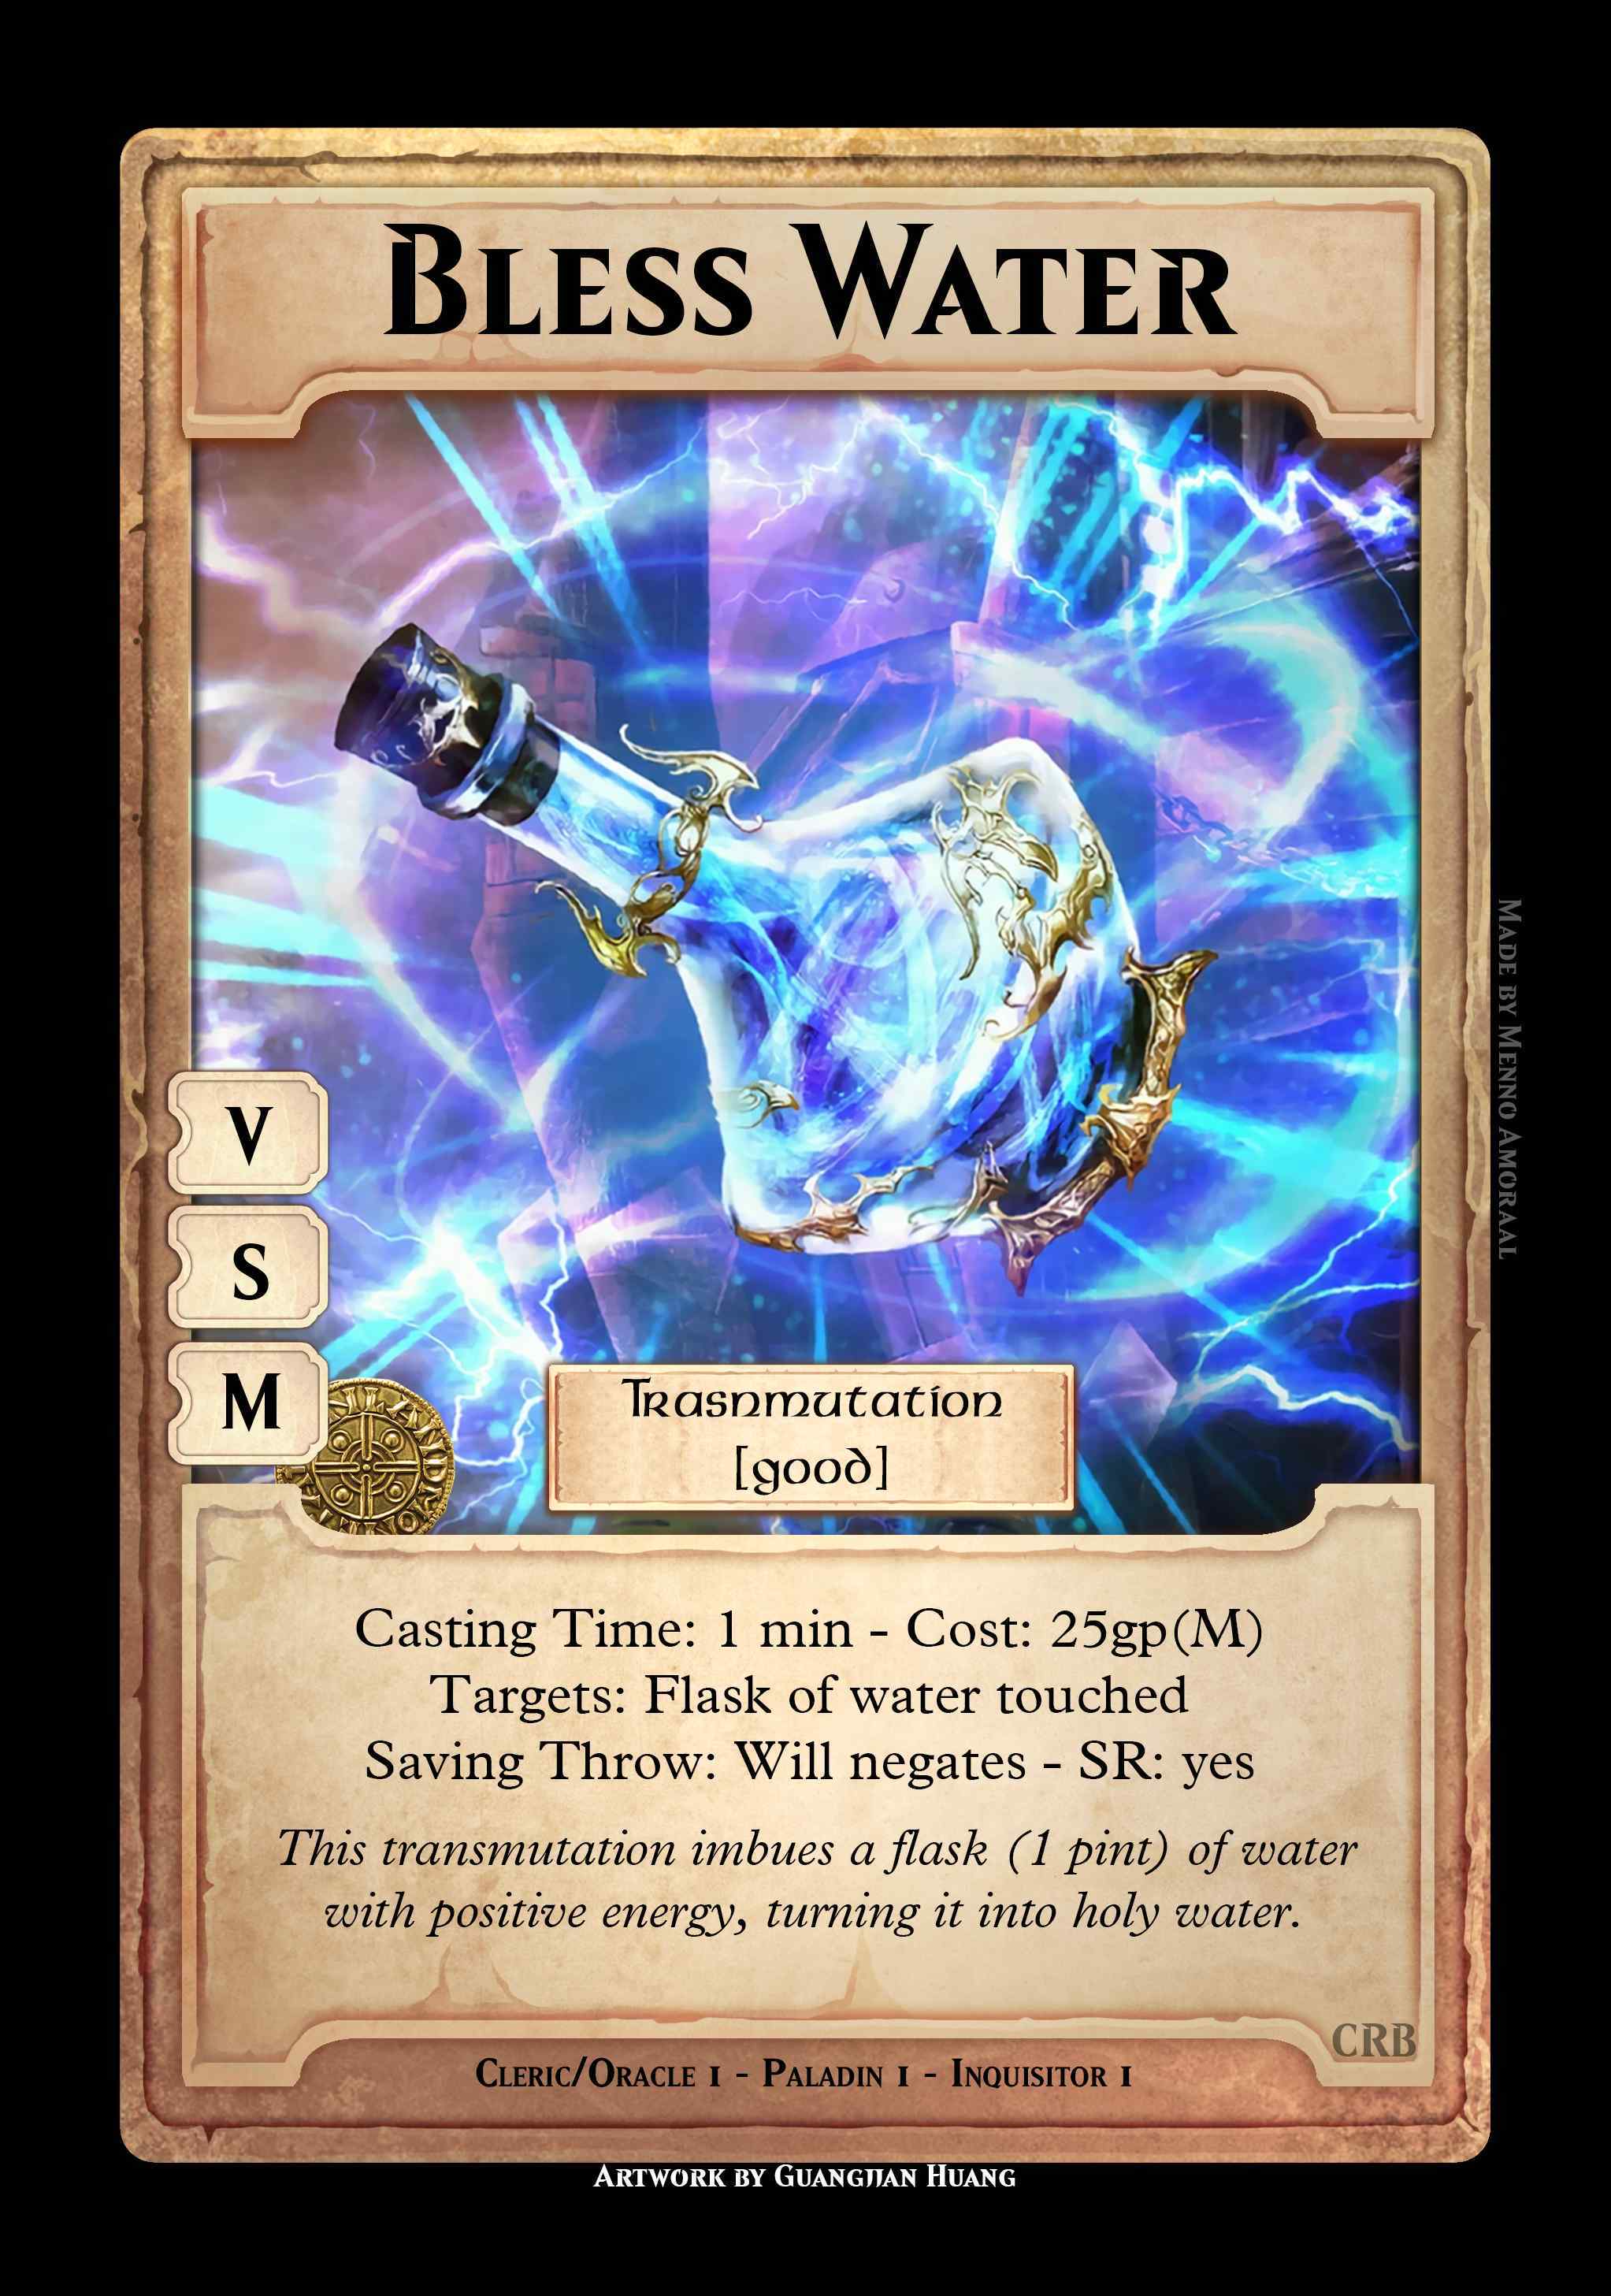 Bless Water
V
S
M
Trasnmutation
[good]
Casting Time: 1 min - Cost: 25gp(M)
Targets: Flask of water touched
Saving Throw: Will negates - SR: yes
This transmutation imbues a flask (1 pint) of water
with positive energy, turning it into holy water.
CRB
Cleric/Oracle 1 - Paladin 1 - Inquisitor 1
Artwork by Guangjian Huang
Made by Menno Amoraal